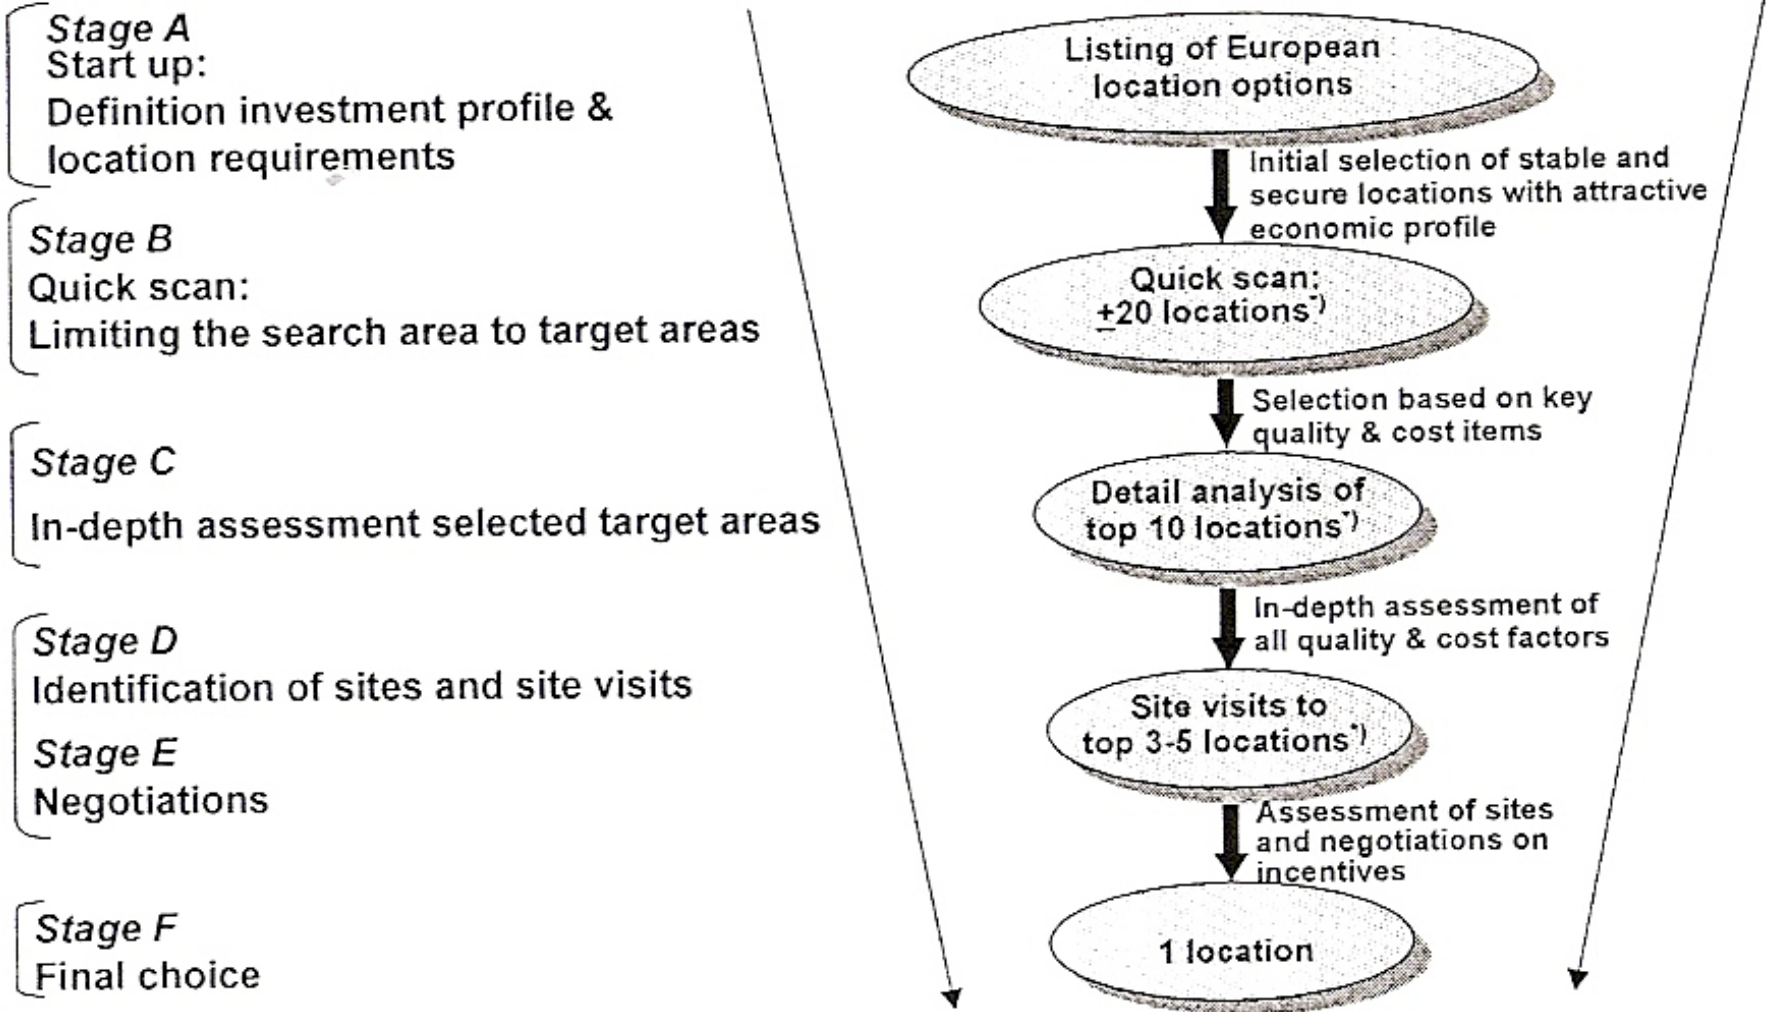 Stage A
Start up:
Definition investment profile &
location requirements
Stage B
Quick scan:
Limiting the search area to target areas
Stage C
In-depth assessment selected target areas
Stage D
Identification of sites and site visits
Stage E
Negotiations
Stage F
Final choice
Listing of European
location options
Initial selection of stable and
secure locations with attractive
economic profile
Quick scan:
±20 locations*)
Selection based on key
quality & cost items
Detail analysis of
top 10 locations*)
In-depth assessment of
all quality & cost factors
Site visits to
top 3-5 locations*)
Assessment of sites
and negotiations on
incentives
1 location